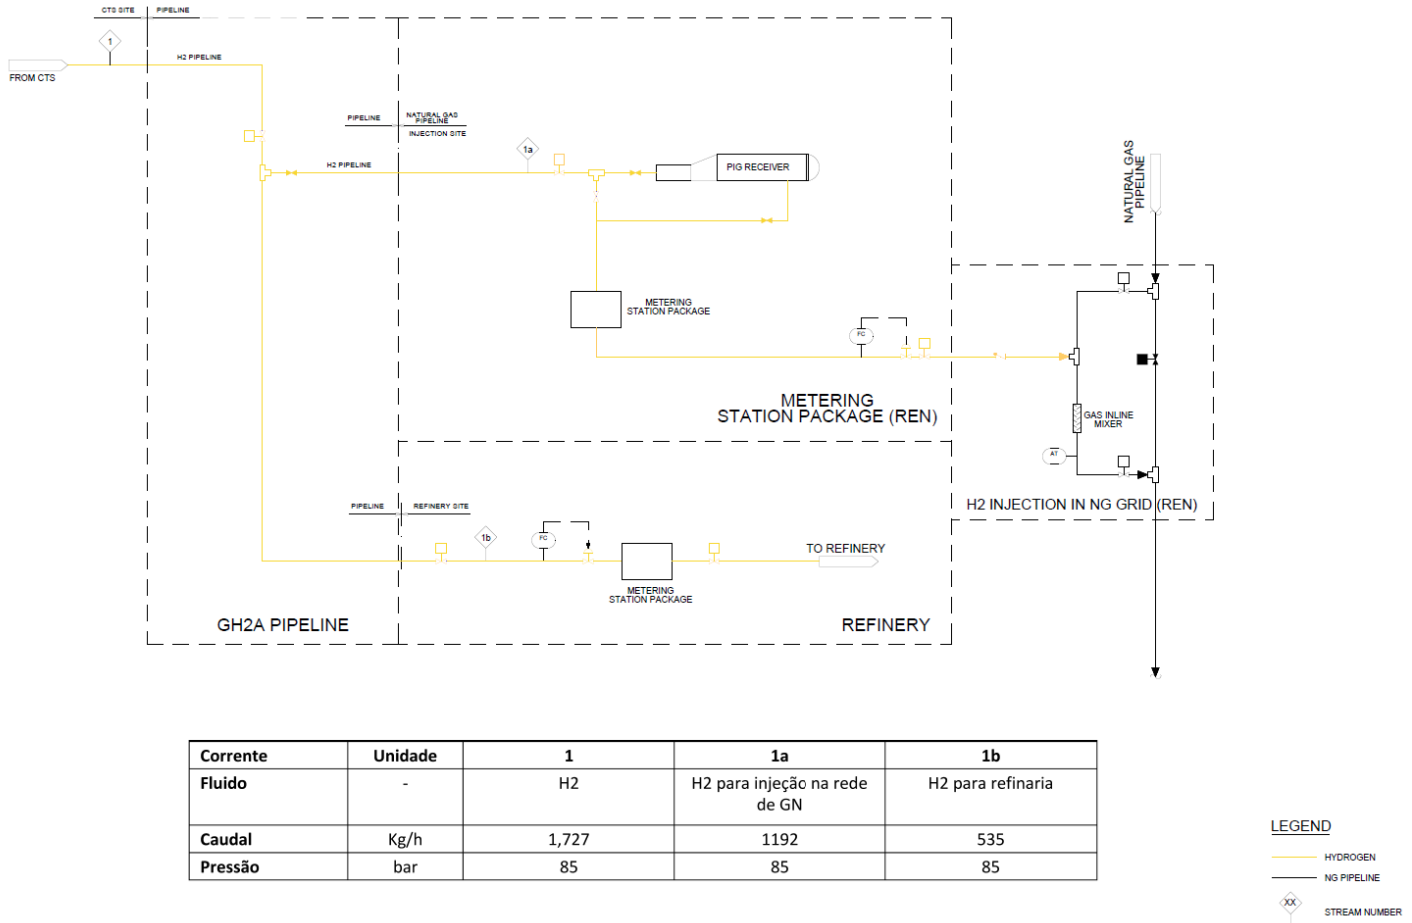 CTS SITE PIPELINE
1
H2 PIPELINE
FROM CTS
PIPELINE NATURAL GAS
PIPELINE
INJECTION SITE
1a
H2 PIPELINE
PIG RECEIVER
NATURAL GAS
PIPELINE
METERING
STATION PACKAGE
FC
METERING
STATION PACKAGE (REN)
GAS INLINE
MIXER
AT
H2 INJECTION IN NG GRID (REN)
PIPELINE REFINERY SITE
1b
FC
TO REFINERY
METERING
STATION PACKAGE
GH2A PIPELINE
REFINERY
Corrente Unidade 1 1a 1b
Fluido - H2 H2 para injeção na rede H2 para refinaria
de GN
Caudal Kg/h 1,727 1192 535
Pressão bar 85 85 85
LEGEND
HYDROGEN
NG PIPELINE
XX
STREAM NUMBER